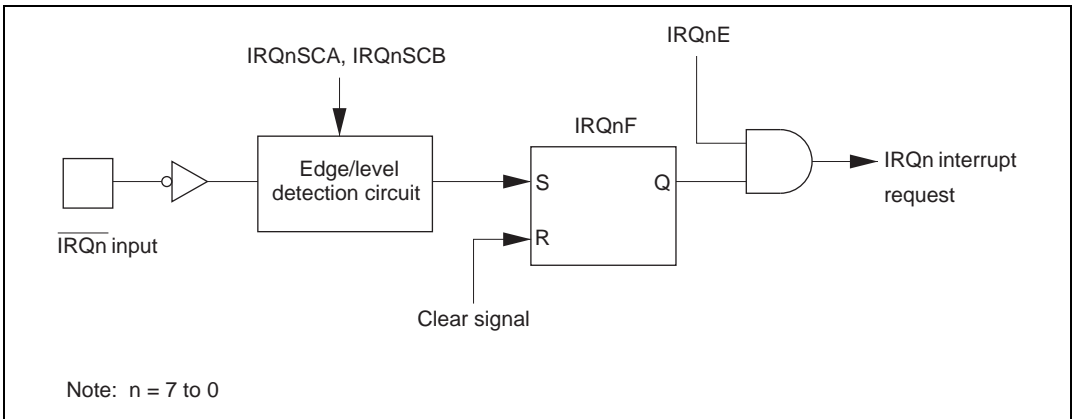 IRQnE
IRQnSCA, IRQnSCB
IRQnF
Edge/level
detection circuit
S
Q
R
IRQn interrupt
request
IRQn input
Clear signal
Note: n = 7 to 0